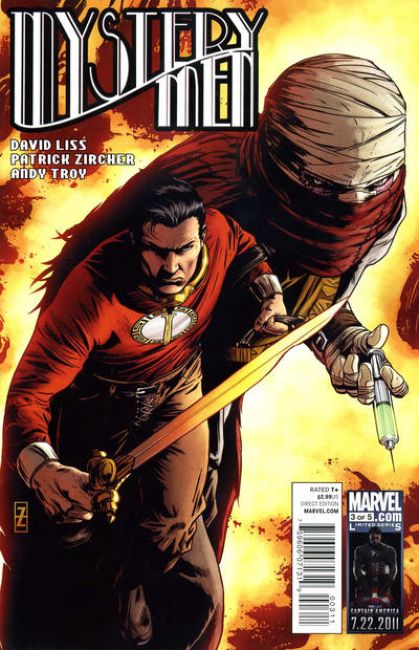 MYSTERY
MEN
DAVID LISS
PATRICK ZIRCHER
ANDY TROY
Z
RATED T+
$2.99US
DIRECT EDITION
MARVEL.COM
00311
MARVEL
3 of 5 .com
LIMITED SERIES
CAPTAIN AMERICA
7.22.2011